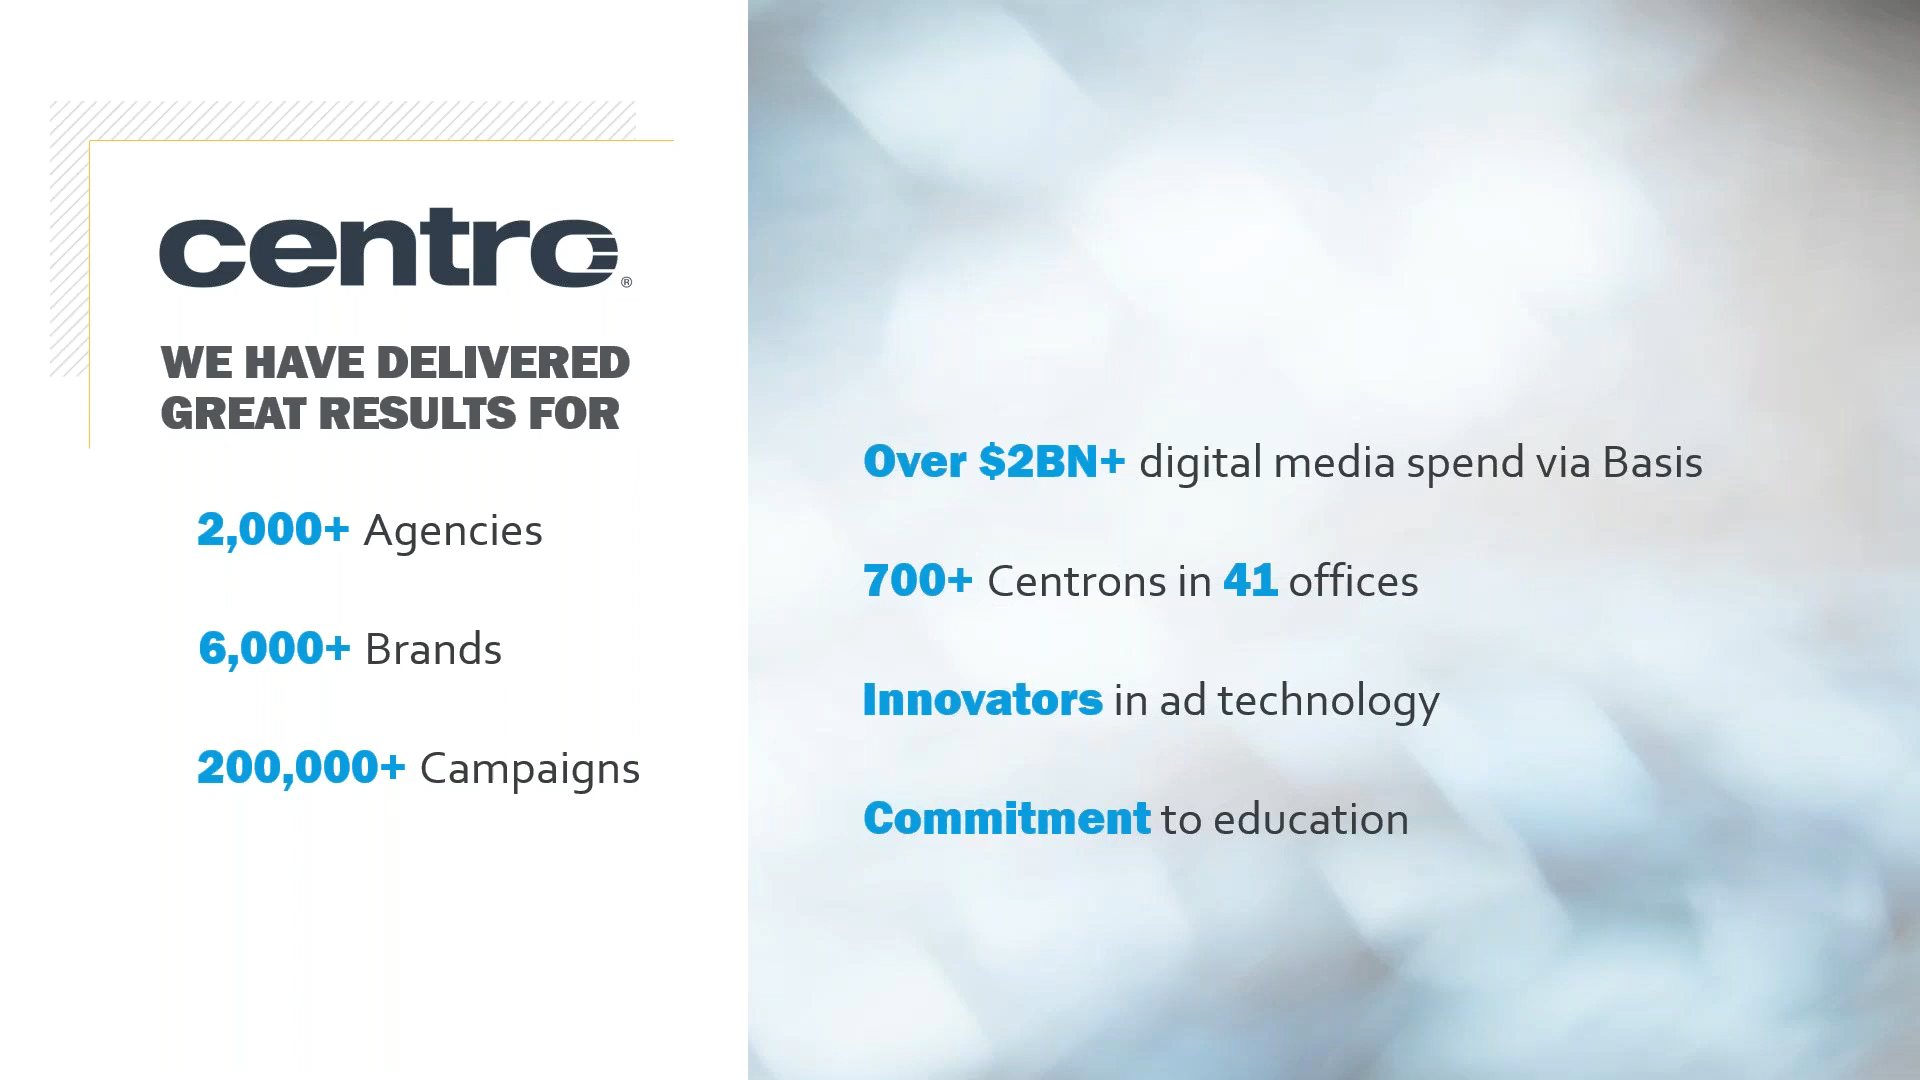 centro®
WE HAVE DELIVERED
GREAT RESULTS FOR
2,000+ Agencies
6,000+ Brands
200,000+ Campaigns
Over $2BN+ digital media spend via Basis
700+ Centrons in 41 offices
Innovators in ad technology
Commitment to education